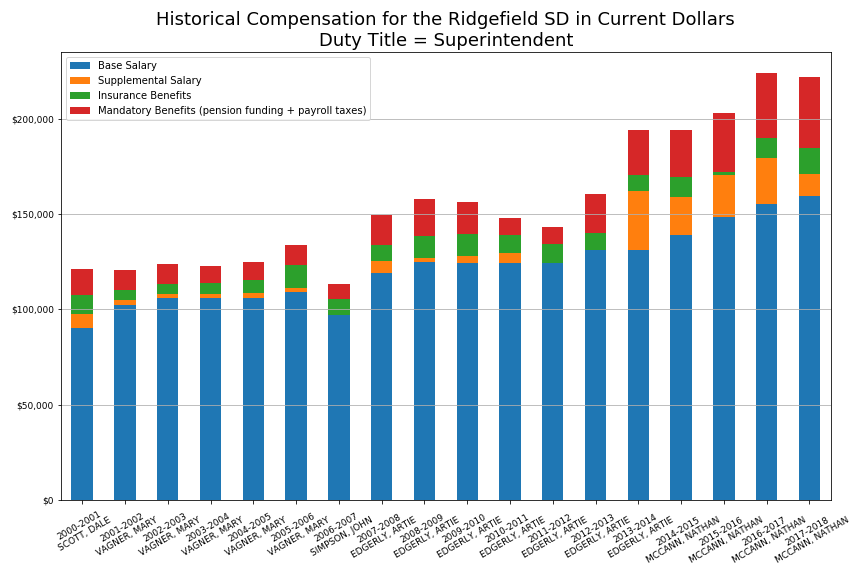 Historical Compensation for the Ridgefield SD in Current Dollars
Duty Title = Superintendent
Base Salary
Supplemental Salary
Insurance Benefits
Mandatory Benefits (pension funding + payroll taxes)
$200,000
$150,000
$100,000
$50,000
$0
2000-2001
SCOTT, DALE
2001-2002
VAGNER, MARY
2002-2003
VAGNER, MARY
2003-2004
VAGNER, MARY
2004-2005
VAGNER, MARY
2005-2006
VAGNER, MARY
2006-2007
SIMPSON, JOHN
2007-2008
EDGERLY, ARTIE
2008-2009
EDGERLY, ARTIE
2009-2010
EDGERLY, ARTIE
2010-2011
EDGERLY, ARTIE
2011-2012
EDGERLY, ARTIE
2012-2013
EDGERLY, ARTIE
2013-2014
EDGERLY, ARTIE
2014-2015
MCCANN, NATHAN
2015-2016
MCCANN, NATHAN
2016-2017
MCCANN, NATHAN
2017-2018
MCCANN, NATHAN